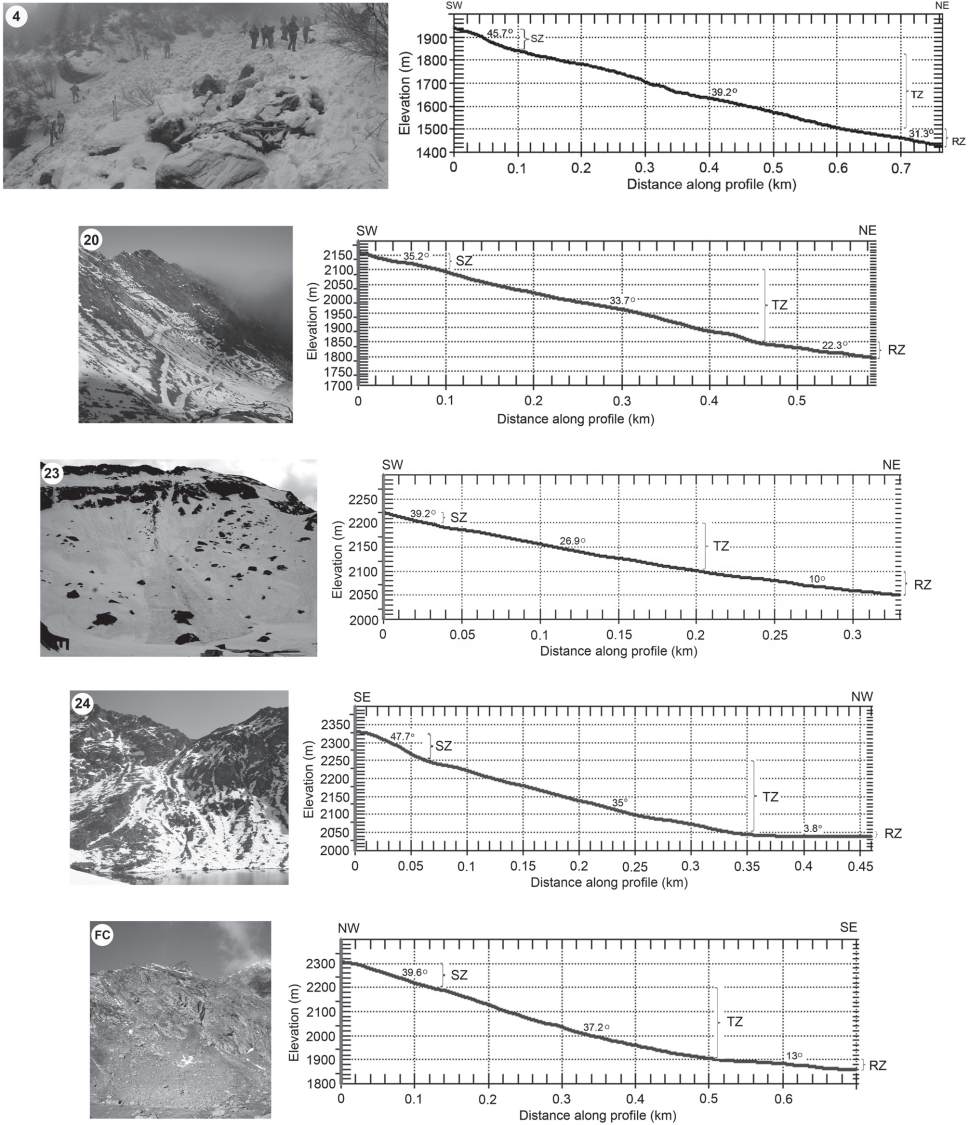 4
SW NE
1900
1800
1700
1600
1500
1400
Elevation (m)
45.7° SZ
39.2°
TZ
31.3°
RZ
0 0.1 0.2 0.3 0.4 0.5 0.6 0.7
Distance along profile (km)
20
SW NE
2150
2100
2050
2000
1950
1900
1850
1800
1750
1700
Elevation (m)
35.2° SZ
33.7°
TZ
22.3°
RZ
0 0.1 0.2 0.3 0.4 0.5
Distance along profile (km)
23
SW NE
2250
2200
2150
2100
2050
2000
Elevation (m)
39.2° SZ
26.9°
TZ
10°
RZ
0 0.05 0.1 0.15 0.2 0.25 0.3
Distance along profile (km)
24
SE NW
2350
2300
2250
2200
2150
2100
2050
2000
Elevation (m)
47.7° SZ
35°
TZ
3.8°
RZ
0 0.05 0.1 0.15 0.2 0.25 0.3 0.35 0.4 0.45
Distance along profile (km)
FC
NW SE
2300
2200
2100
2000
1900
1800
Elevation (m)
39.6° SZ
37.2°
TZ
13°
RZ
0 0.1 0.2 0.3 0.4 0.5 0.6
Distance along profile (km)